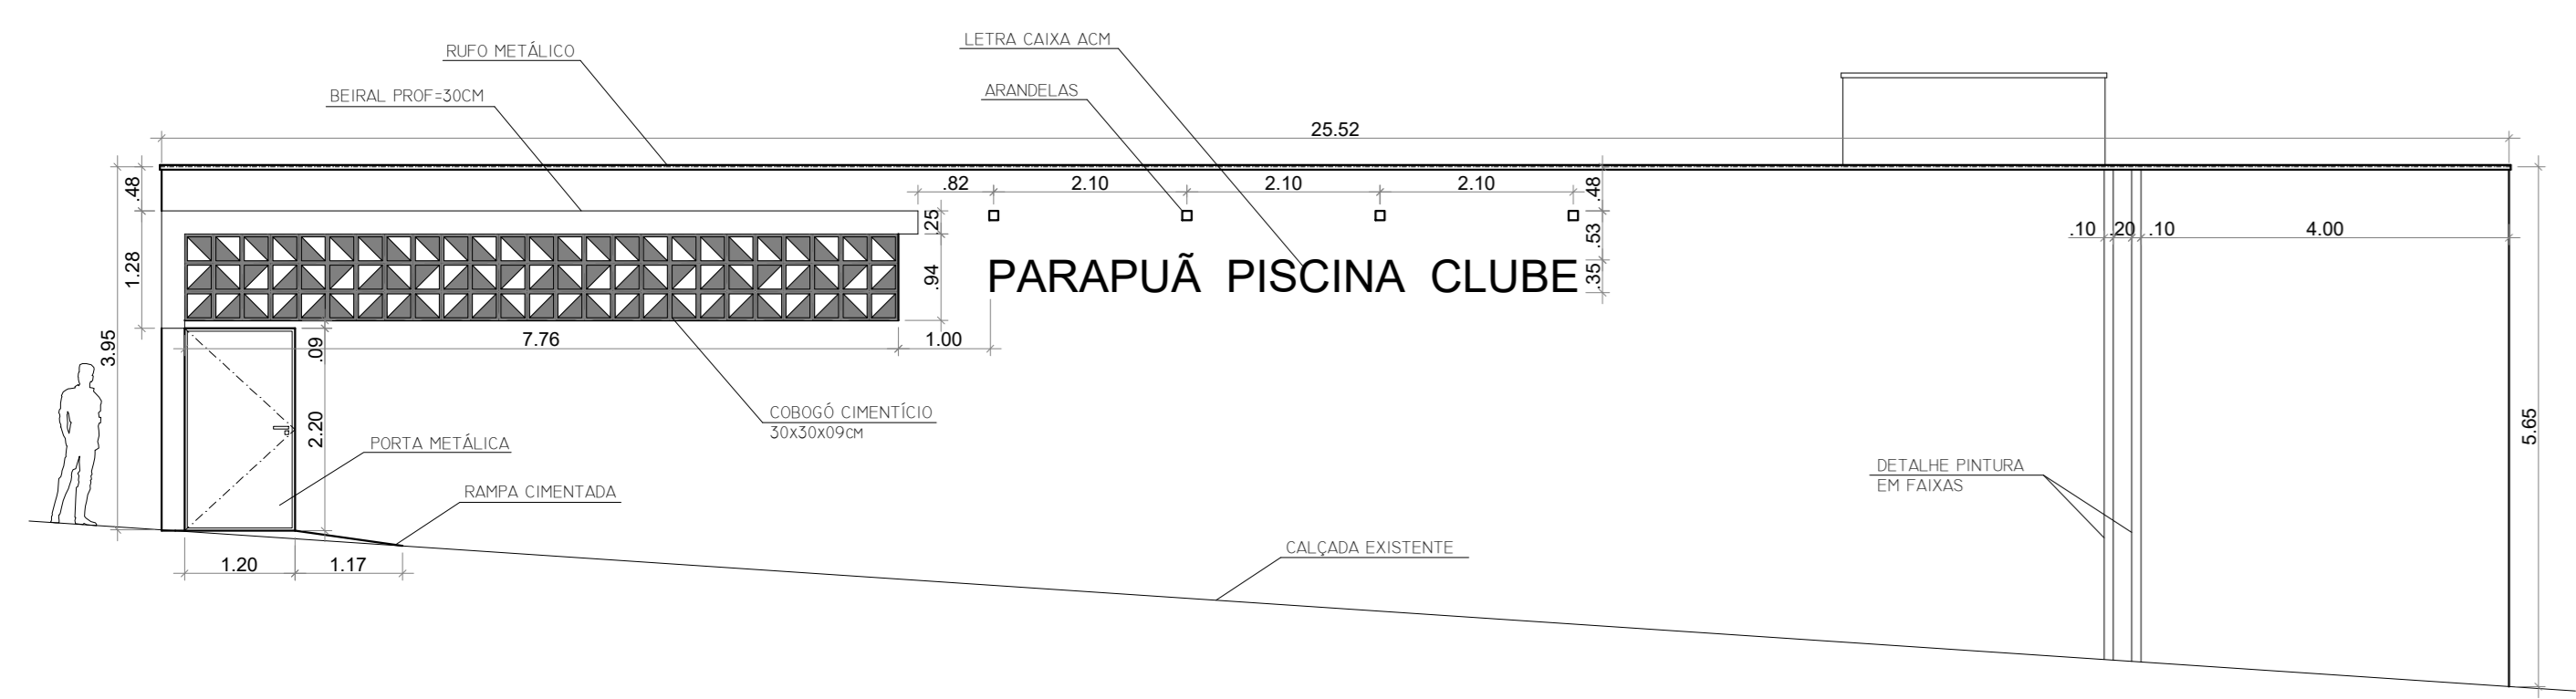 LETRA CAIXA ACM
RUFO METÁLICO
ARANDELAS
BEIRAL PROF=30CM
25.52
.48
.82
2.10
2.10
2.10
.48
.25
.53
.10
.20
.10
4.00
1.28
.94
PARAPUÃ PISCINA CLUBE
.35
3.95
.09
7.76
1.00
COBOGÓ CIMENTÍCIO
30X30X09CM
2.20
PORTA METÁLICA
5.65
DETALHE PINTURA
EM FAIXAS
RAMPA CIMENTADA
CALÇADA EXISTENTE
1.20
1.17